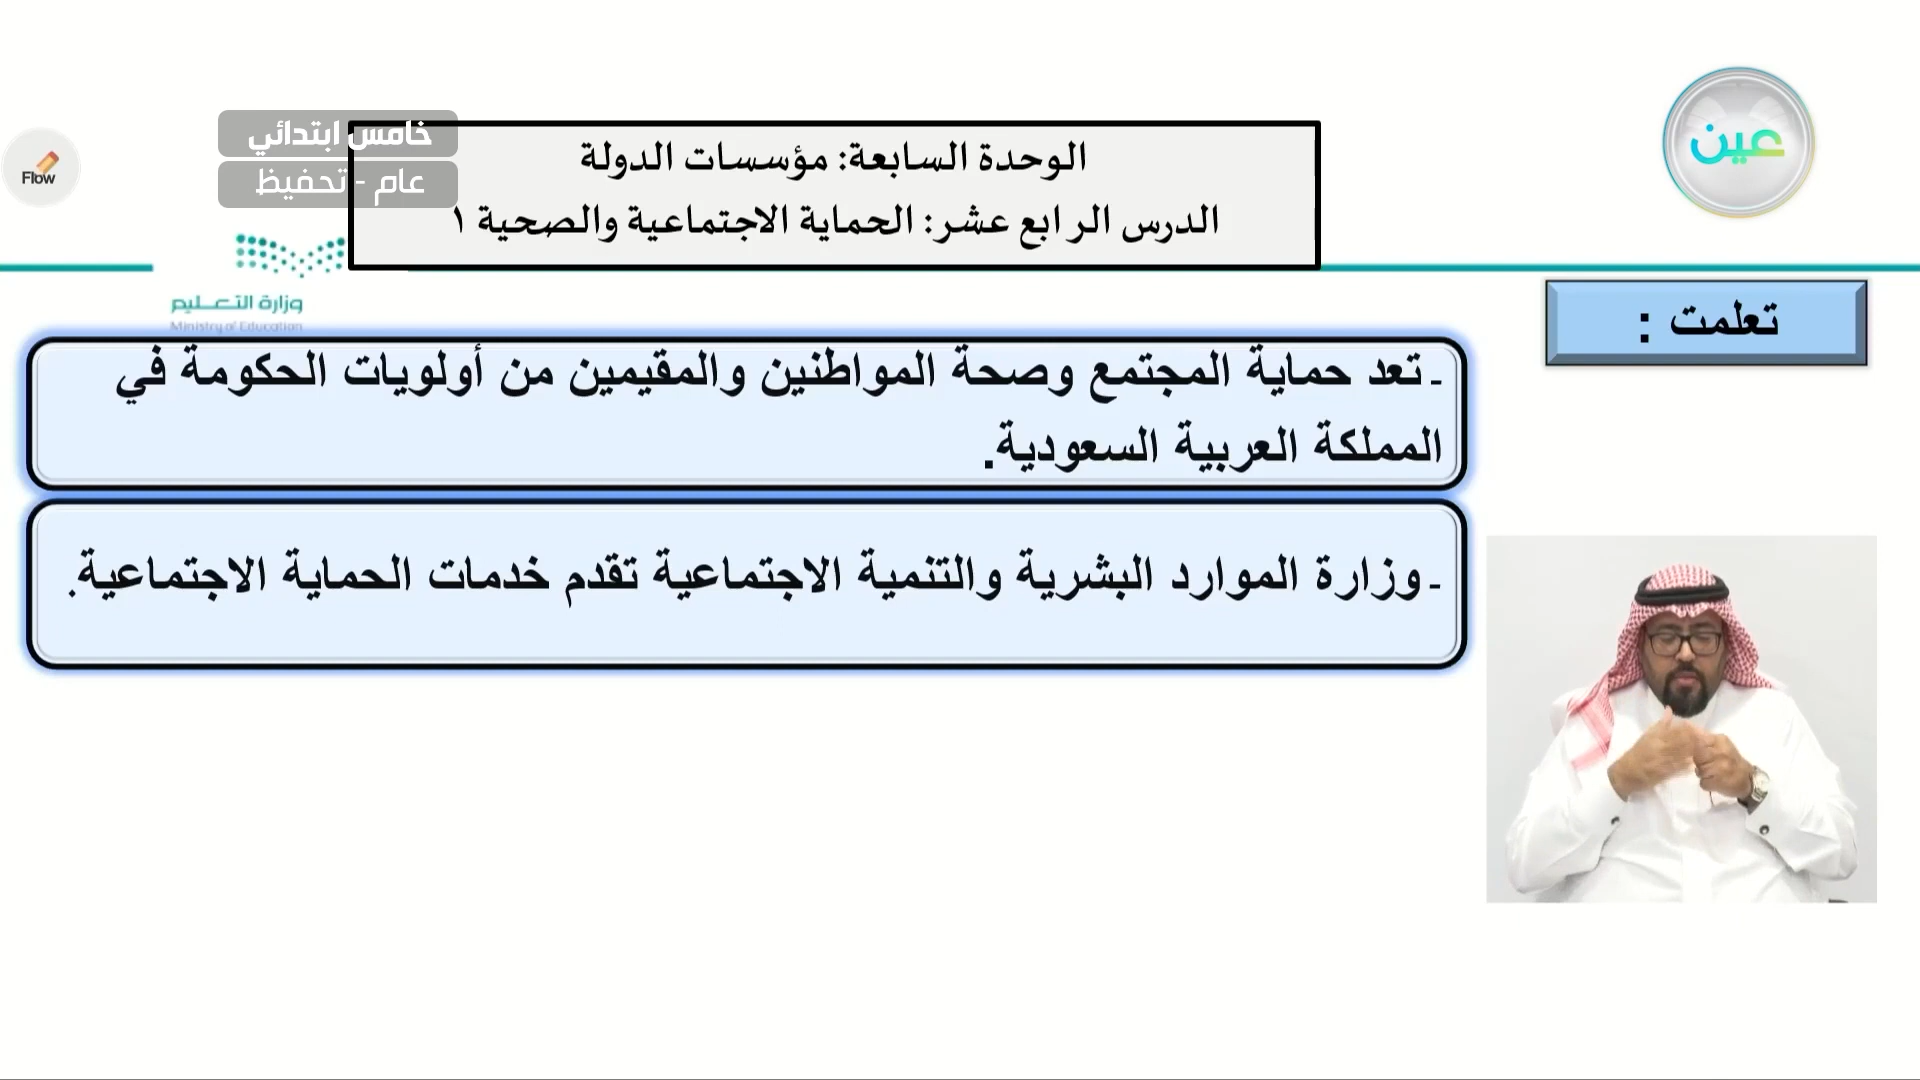 عين
خامس ابتدائي
عام - تحفيظ
Flow
الوحدة السابعة: مؤسسات الدولة
الدرس الرابع عشر: الحماية الاجتماعية والصحية ١
وزارة التعليم
Ministry of Education
تعلمت :
- تعد حماية المجتمع وصحة المواطنين والمقيمين من أولويات الحكومة في
المملكة العربية السعودية.
- وزارة الموارد البشرية والتنمية الاجتماعية تقدم خدمات الحماية الاجتماعية.